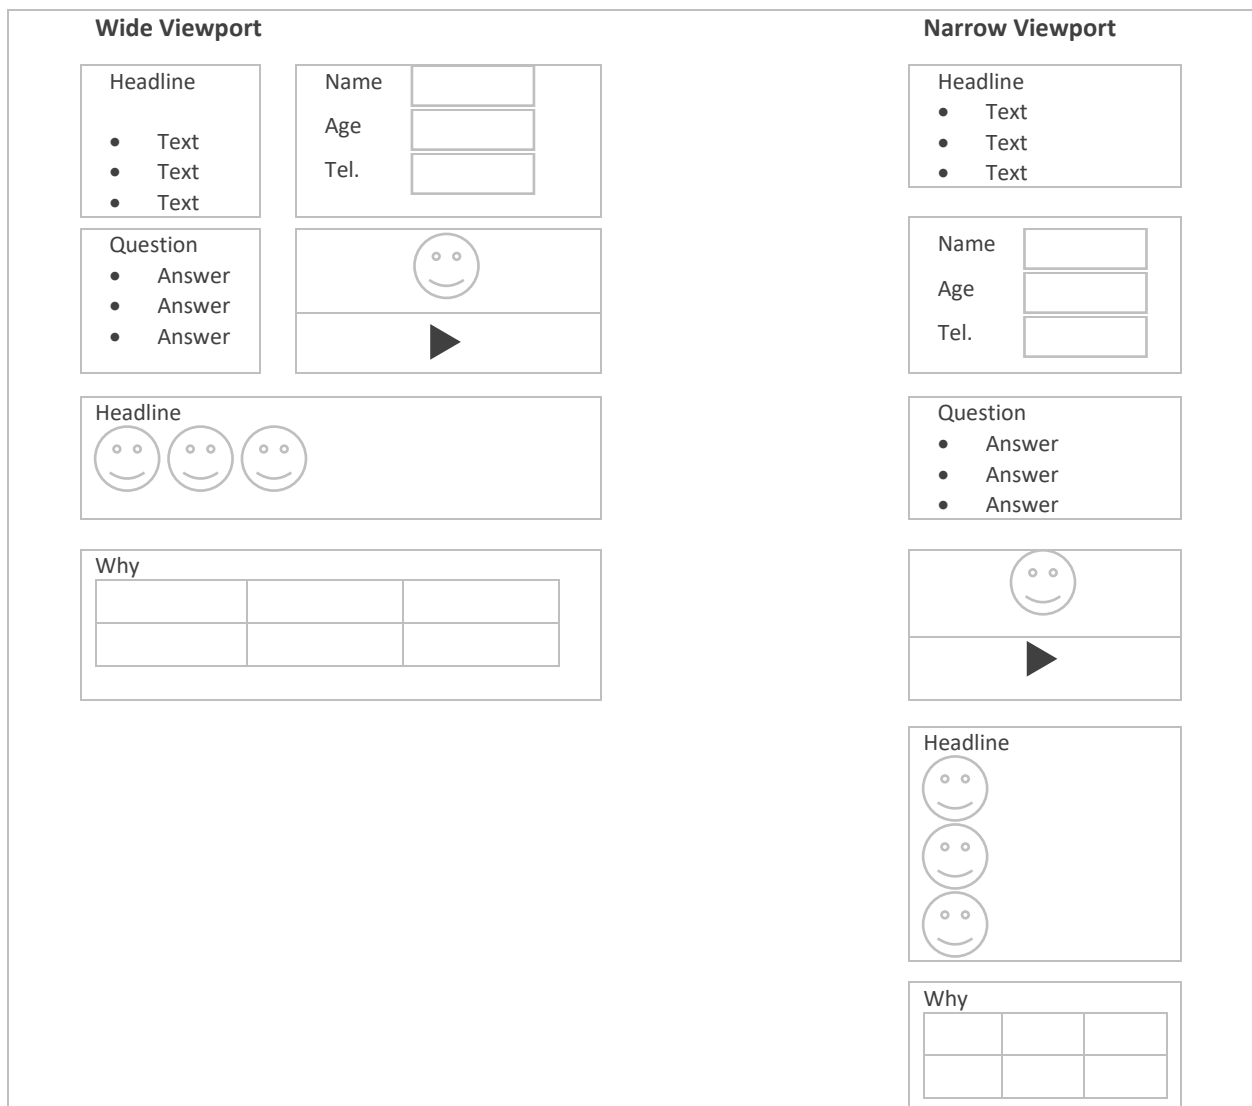 Wide Viewport
Headline
• Text
• Text
• Text
Name
Age
Tel.
Question
• Answer
• Answer
• Answer
Headline
Why
Narrow Viewport
Headline
• Text
• Text
• Text
Name
Age
Tel.
Question
• Answer
• Answer
• Answer
Headline
Why